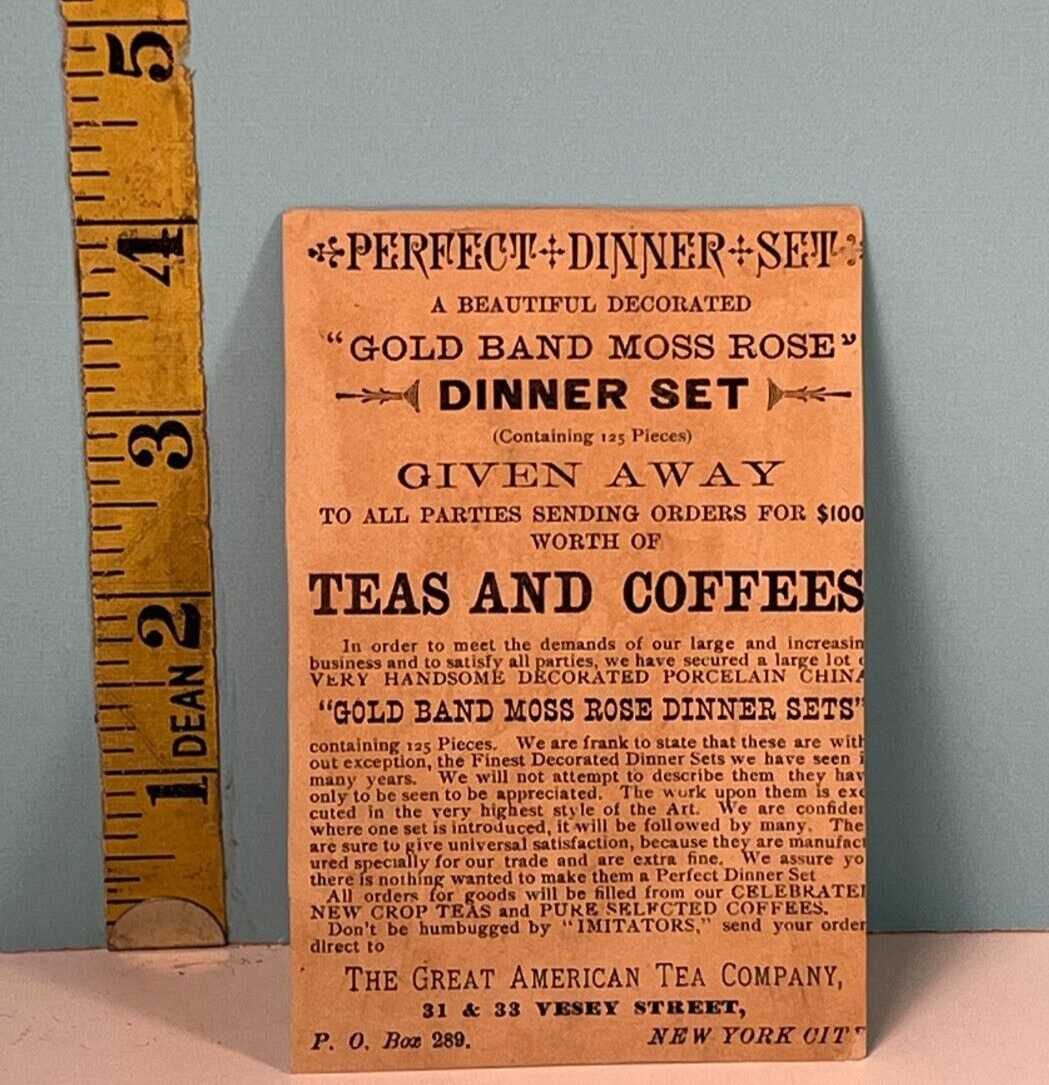 5
4
3
2
DEAN
1
PERFECT DINNER SET
A BEAUTIFUL DECORATED
"GOLD BAND MOSS ROSE"
DINNER SET
(Containing 125 Pieces)
GIVEN AWAY
TO ALL PARTIES SENDING ORDERS FOR $100
WORTH OF
TEAS AND COFFEES
In order to meet the demands of our large and increasin
business and to satisfy all parties, we have secured a large lot
VERY HANDSOME DECORATED PORCELAIN CHINA
"GOLD BAND MOSS ROSE DINNER SETS"
containing 125 Pieces. We are frank to state that these are with
out exception, the Finest Decorated Dinner Sets we have seen i
many years. We will not attempt to describe them they hav
only to be seen to be appreciated. The work upon them is exe
cuted in the very highest style of the Art. We are confiden
where one set is introduced, it will be followed by many. The
are sure to give universal satisfaction, because they are manufact
ured specially for our trade and are extra fine. We assure yo
there is nothing wanted to make them a Perfect Dinner Set
All orders for goods will be filled from our CELEBRATED
NEW CROP TEAS and PURE SELECTED COFFEES.
Don't be humbugged by "IMITATORS," send your order
direct to
THE GREAT AMERICAN TEA COMPANY,
31 & 33 VESEY STREET,
P. O. Box 289. NEW YORK CITY